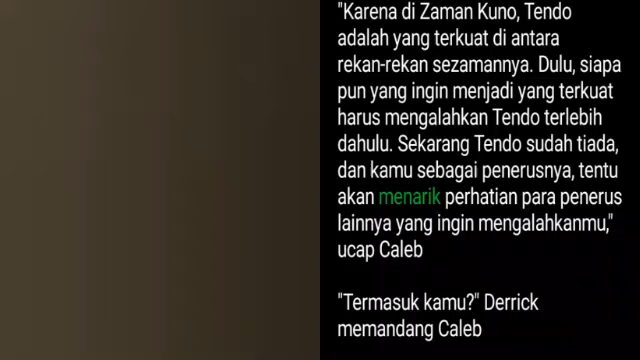 "Karena di Zaman Kuno, Tendo
adalah yang terkuat di antara
rekan-rekan sezamannya. Dulu, siapa
pun yang ingin menjadi yang terkuat
harus mengalahkan Tendo terlebih
dahulu. Sekarang Tendo sudah tiada,
dan kamu sebagai penerusnya, tentu
akan menarik perhatian para penerus
lainnya yang ingin mengalahkanmu,"
ucap Caleb
"Termasuk kamu?" Derrick
memandang Caleb